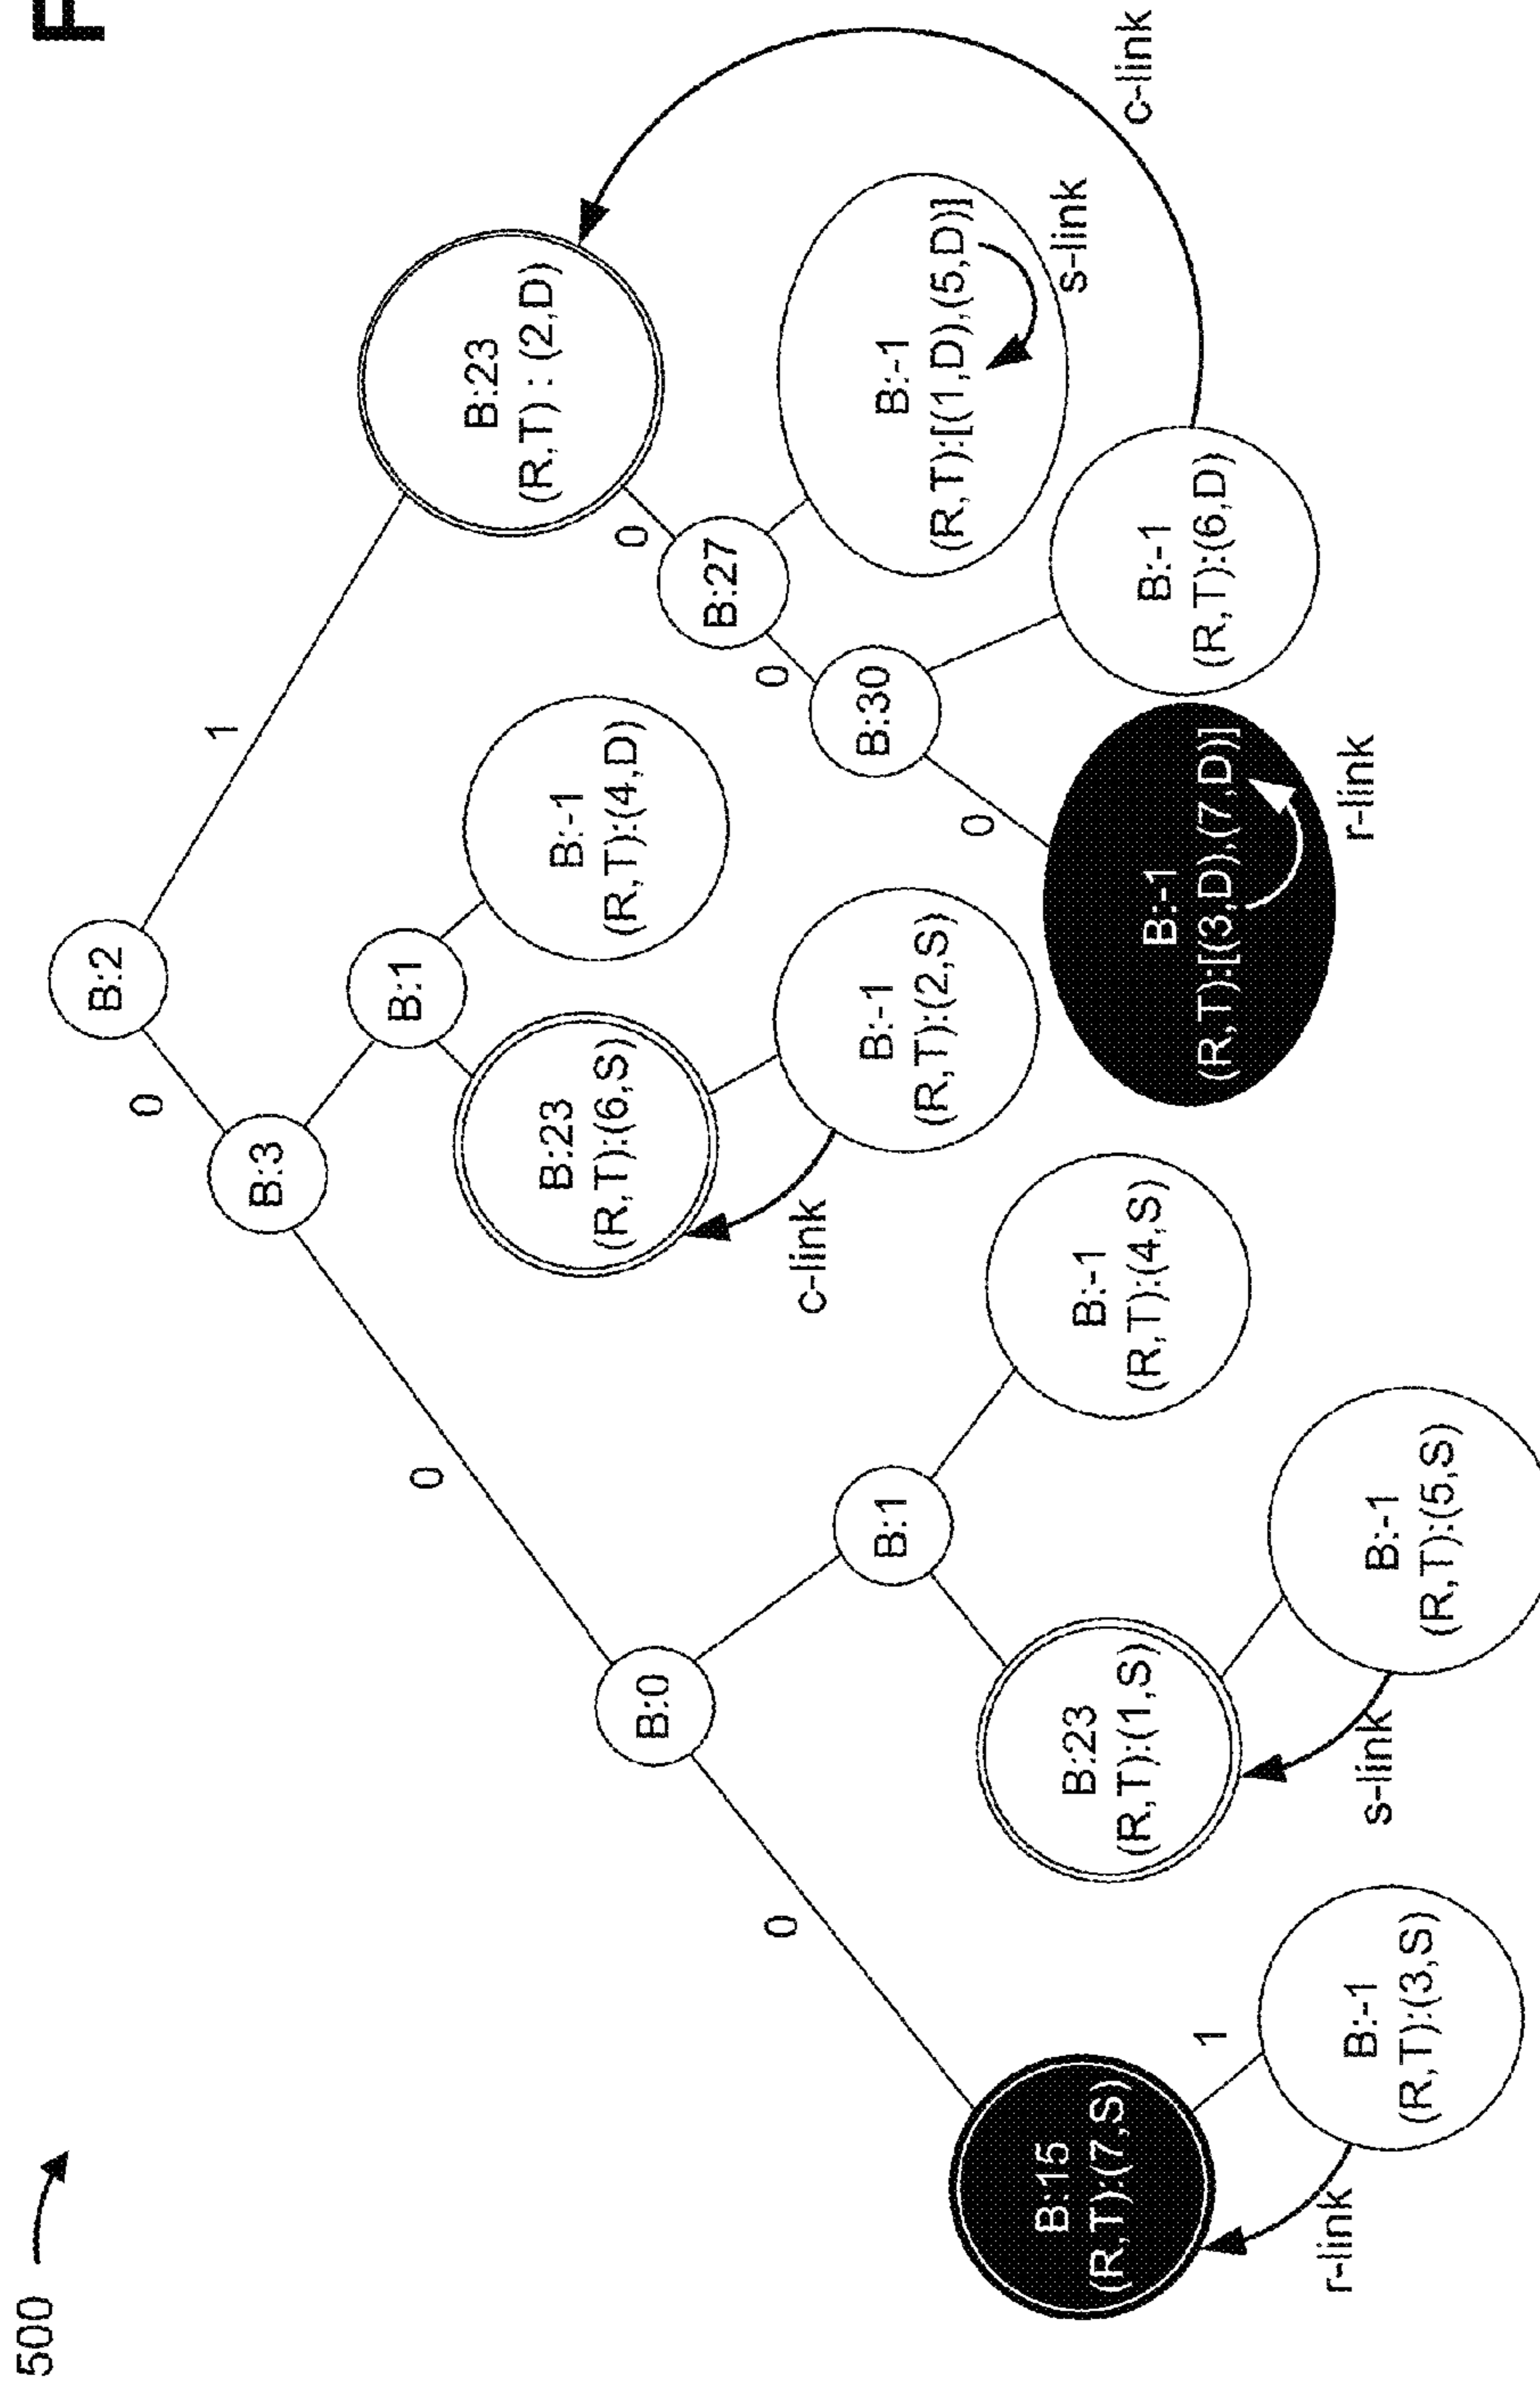 500
F
B:2
0
1
B:3
0
B:1
B:23
(R,T) : (2,D)
0
B:0
0
B:1
B:23
(R,T):(6,S)
B:-1
(R,T):(4,D)
c-link
B:-1
(R,T):(2,S)
B:27
0
B:-1
(R,T):[(1,D),(5,D)]
s-link
B:30
0
B:-1
(R,T):(6,D)
c-link
B:-1
(R,T):[(3,D),(7,D)]
r-link
B:15
(R,T):(7,S)
1
r-link
B:-1
(R,T):(3,S)
B:23
(R,T):(1,S)
s-link
B:-1
(R,T):(5,S)
B:-1
(R,T):(4,S)